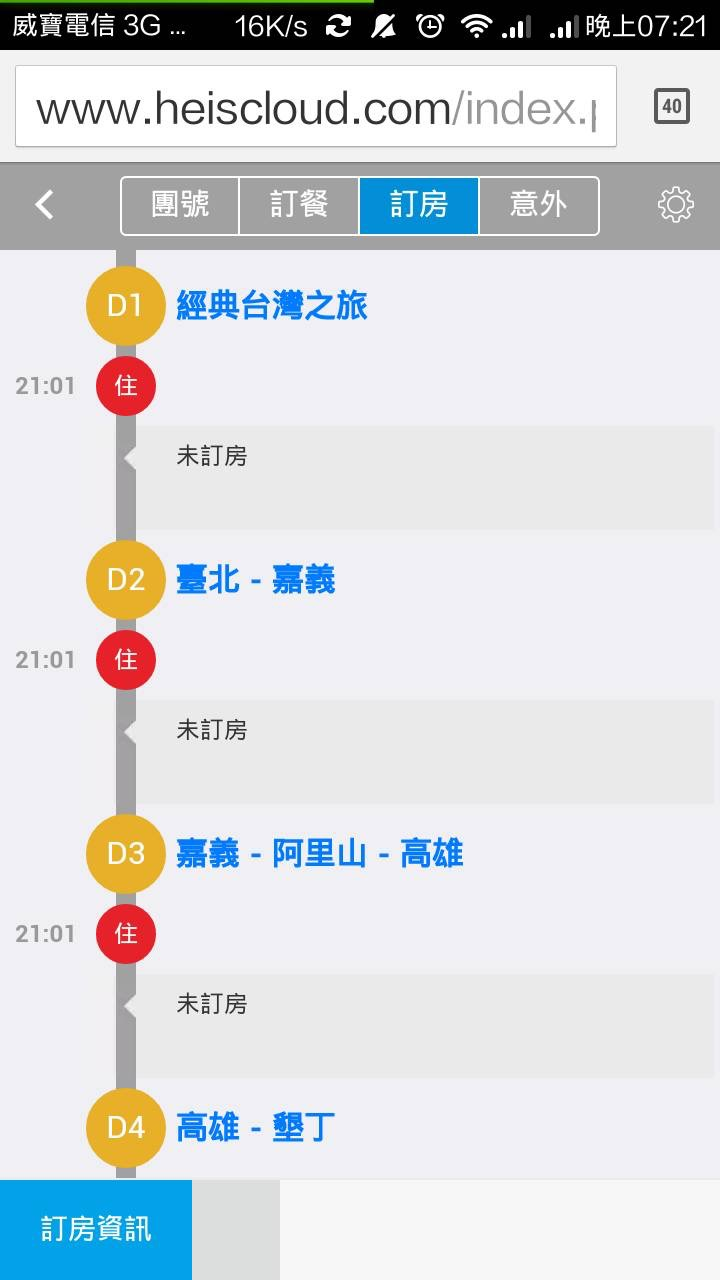 威寶電信 3G ... 16K/s 晚上07:21
www.heiscloud.com/index.p
40
團號 訂餐 訂房 意外
D1 經典台灣之旅
21:01 住
未訂房
D2 臺北 - 嘉義
21:01 住
未訂房
D3 嘉義 - 阿里山 - 高雄
21:01 住
未訂房
D4 高雄 - 墾丁
訂房資訊